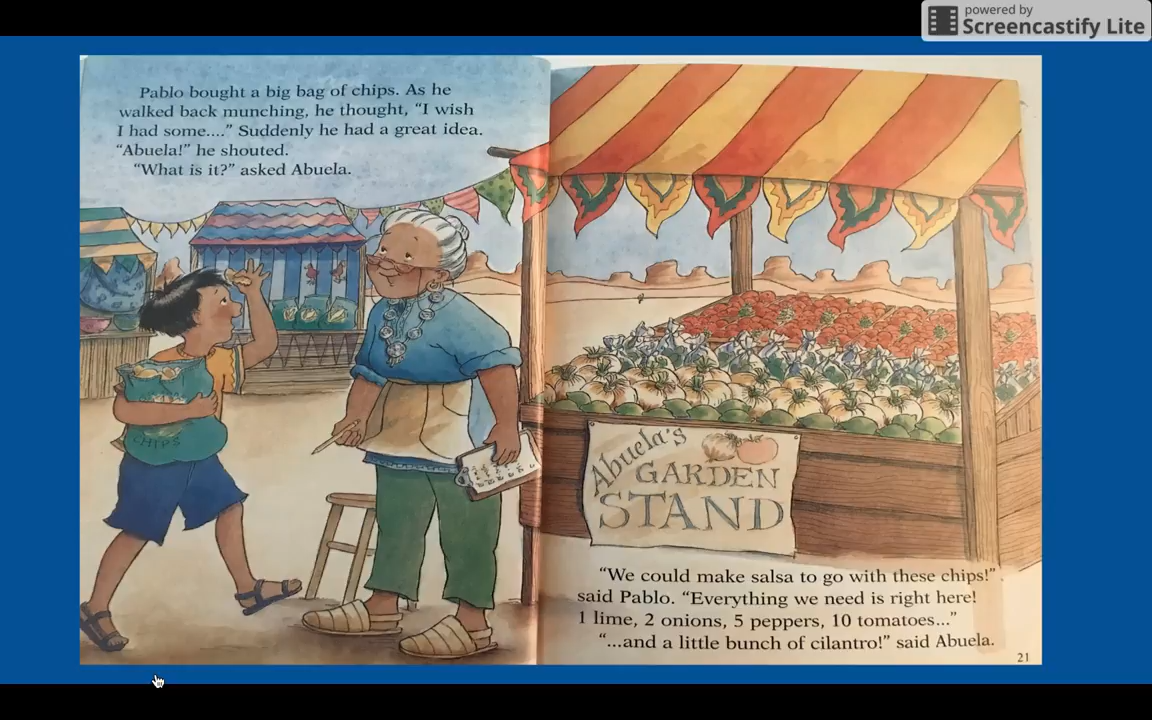 powered by
Screencastify Lite
Pablo bought a big bag of chips. As he
walked back munching, he thought, “I wish
I had some....” Suddenly he had a great idea.
“Abuela!” he shouted.
“What is it?” asked Abuela.
CHIPS
Abuela's
GARDEN
STAND
“We could make salsa to go with these chips!”
said Pablo. “Everything we need is right here!
1 lime, 2 onions, 5 peppers, 10 tomatoes...”
“...and a little bunch of cilantro!” said Abuela.
21